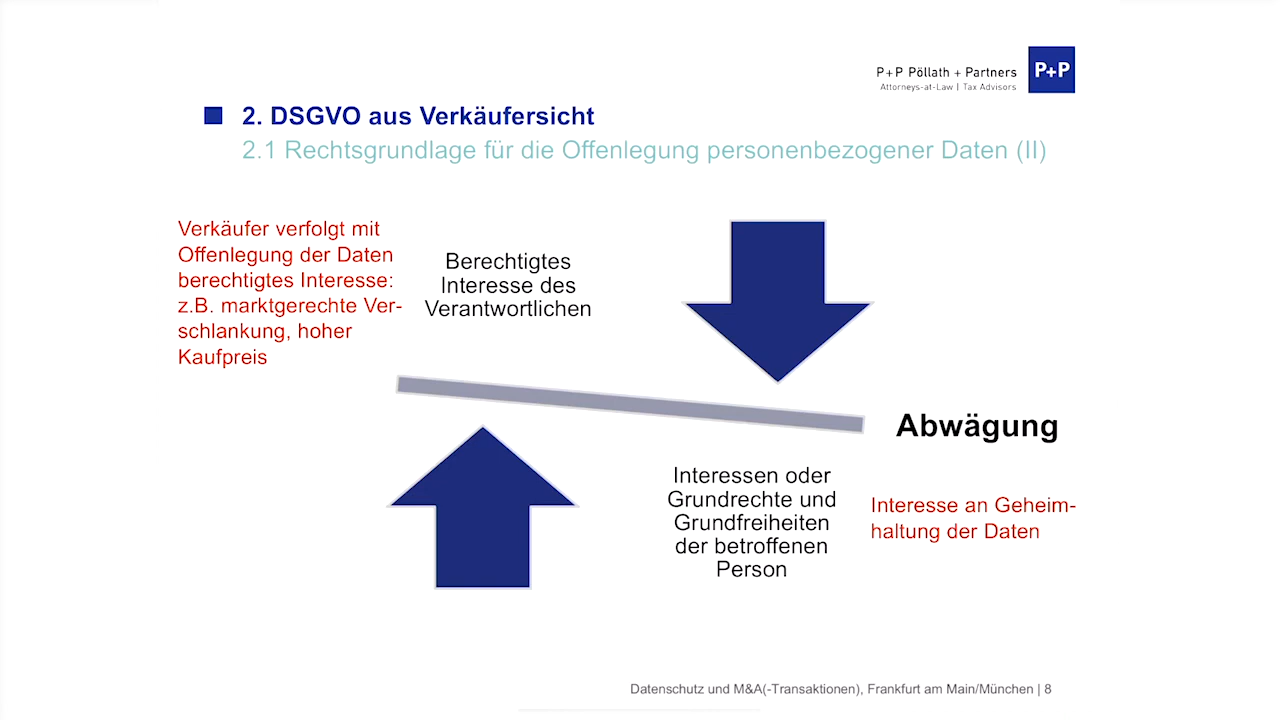 P+P Pöllath + Partners
Attorneys-at-Law | Tax Advisors
P+P
2. DSGVO aus Verkäufersicht
2.1 Rechtsgrundlage für die Offenlegung personenbezogener Daten (II)
Verkäufer verfolgt mit
Offenlegung der Daten
berechtigtes Interesse:
z.B. marktgerechte Ver-
schlankung, hoher
Kaufpreis
Berechtigtes
Interesse des
Verantwortlichen
Abwägung
Interessen oder
Grundrechte und
Grundfreiheiten
der betroffenen
Person
Interesse an Geheim-
haltung der Daten
Datenschutz und M&A(-Transaktionen), Frankfurt am Main/München | 8